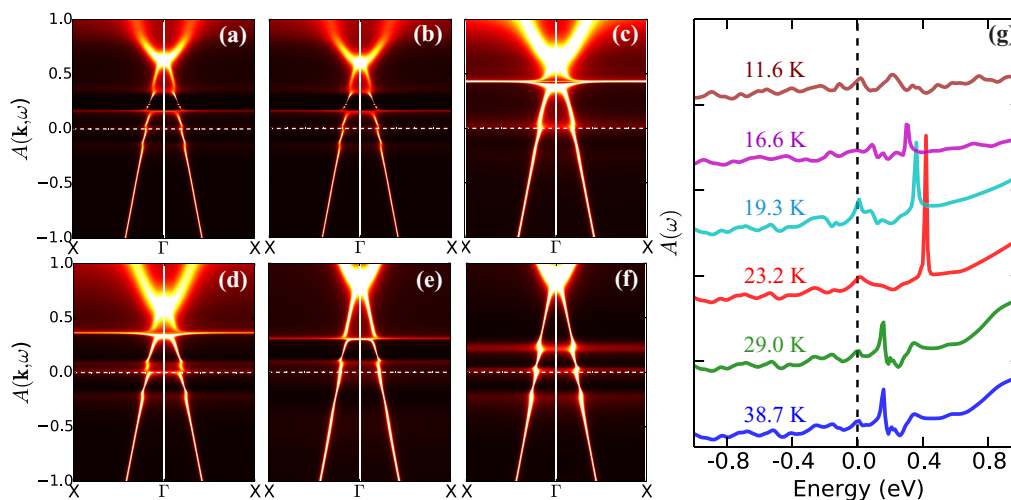 (a) (b) (c)
A(k,ω)
1.0
0.5
0.0
−0.5
−1.0
X Γ X X Γ X X Γ X
(d) (e) (f)
A(k,ω)
1.0
0.5
0.0
−0.5
−1.0
X Γ X X Γ X X Γ X
(g)
A(ω)
11.6 K
16.6 K
19.3 K
23.2 K
29.0 K
38.7 K
-0.8 -0.4 0.0 0.4 0.8
Energy (eV)